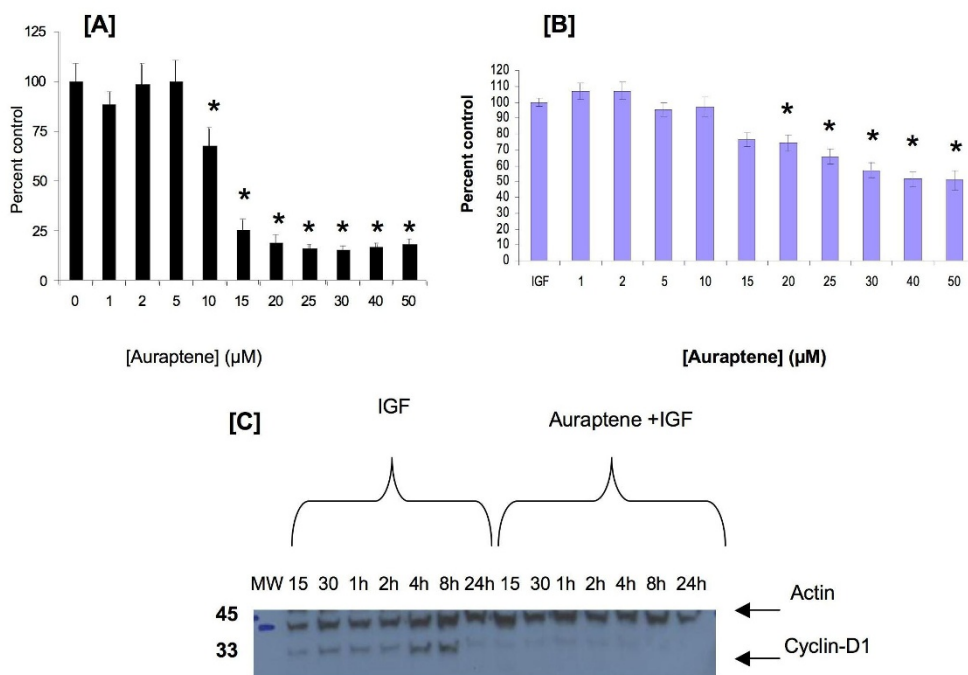 [A]
125
100
75
50
25
0
Percent control
* * * * * * *
0 1 2 5 10 15 20 25 30 40 50
[Auraptene] (µM)
[B]
120
110
100
90
80
70
60
50
40
30
20
10
0
Percent control
* * * * *
IGF 1 2 5 10 15 20 25 30 40 50
[Auraptene] (µM)
[C]
IGF
Auraptene +IGF
MW 15 30 1h 2h 4h 8h 24h 15 30 1h 2h 4h 8h 24h
45
33
Actin
Cyclin-D1